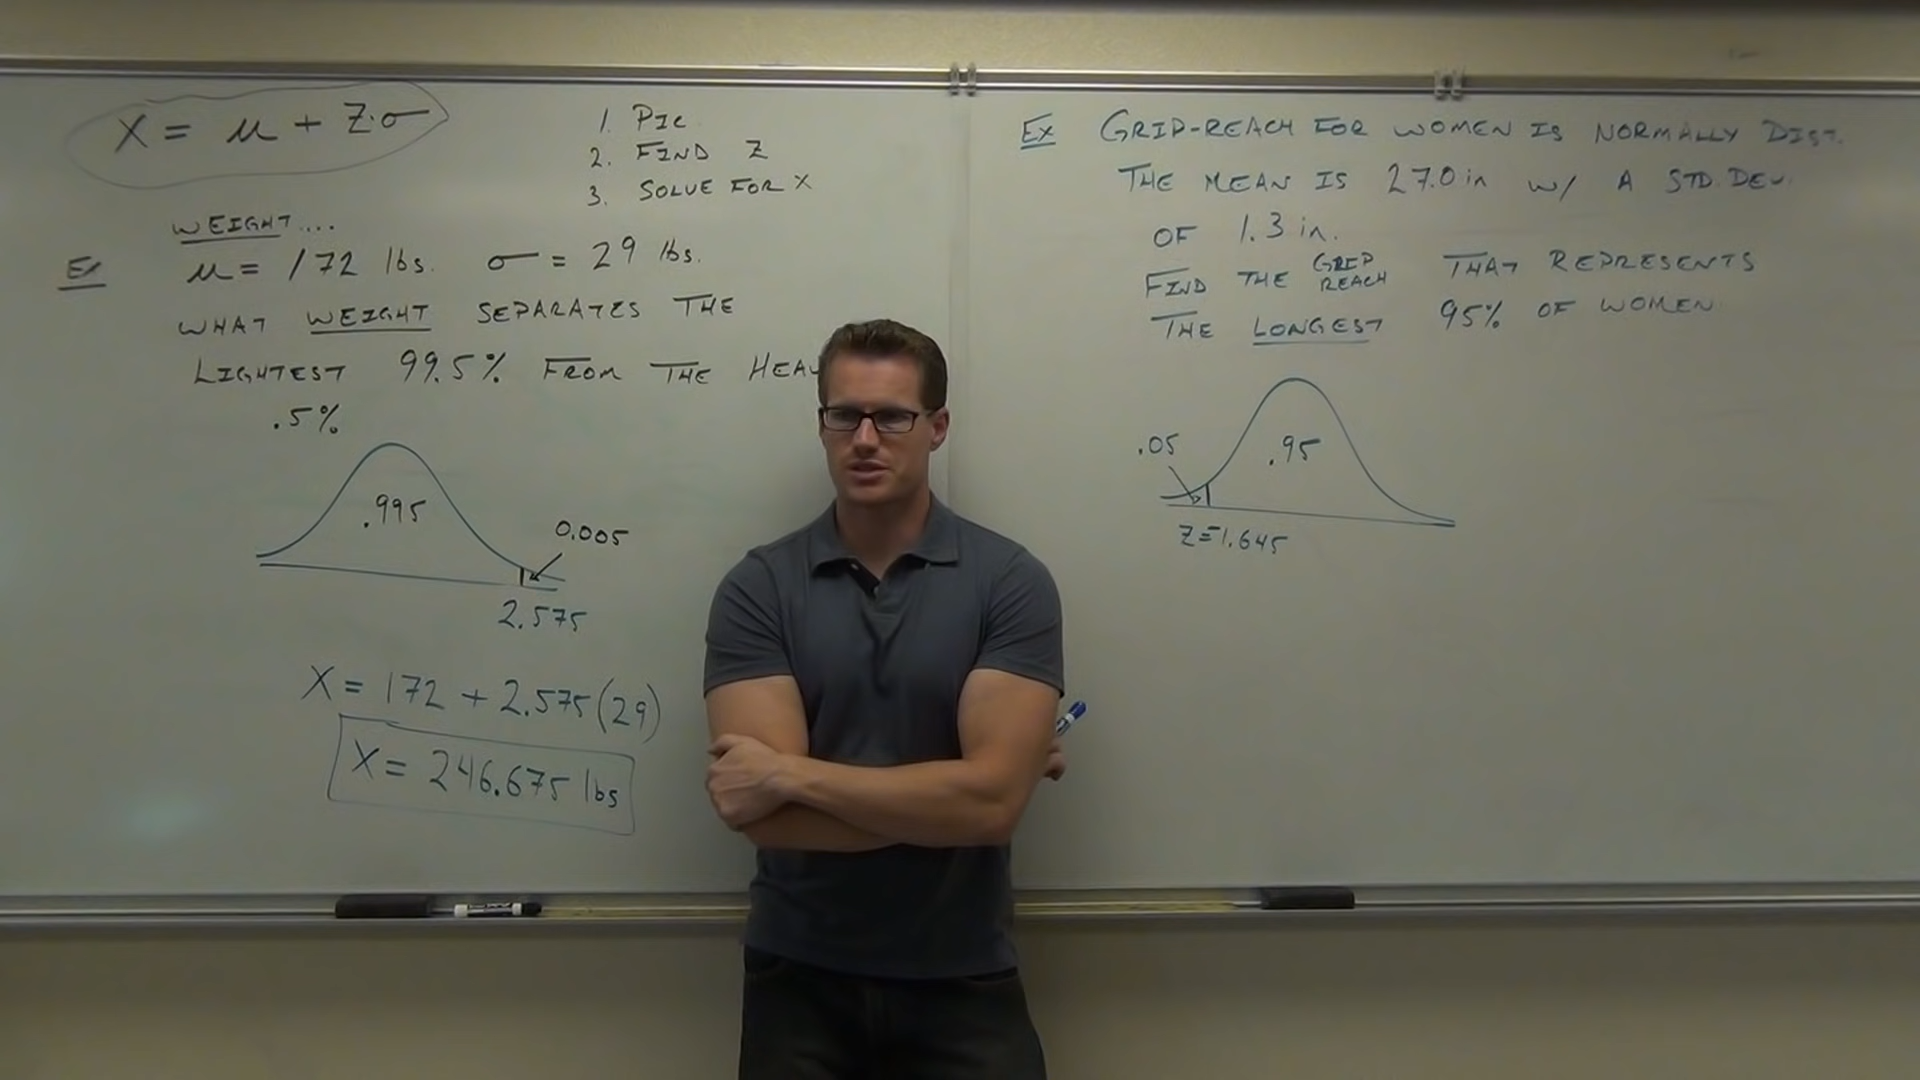 X = μ + Z·σ
1. PIC
2. FIND Z
3. SOLVE FOR X
WEIGHT....
EX μ = 172 lbs. σ = 29 lbs.
WHAT WEIGHT SEPARATES THE
LIGHTEST 99.5% FROM THE HEAV
.5%
.995
0.005
2.575
X = 172 + 2.575(29)
X = 246.675 lbs
EX GRIP-REACH FOR WOMEN IS NORMALLY DIST.
THE MEAN IS 27.0 in W/ A STD. DEV.
OF 1.3 in.
FIND THE GRIP REACH THAT REPRESENTS
THE LONGEST 95% OF WOMEN
.05
.95
Z=-1.645